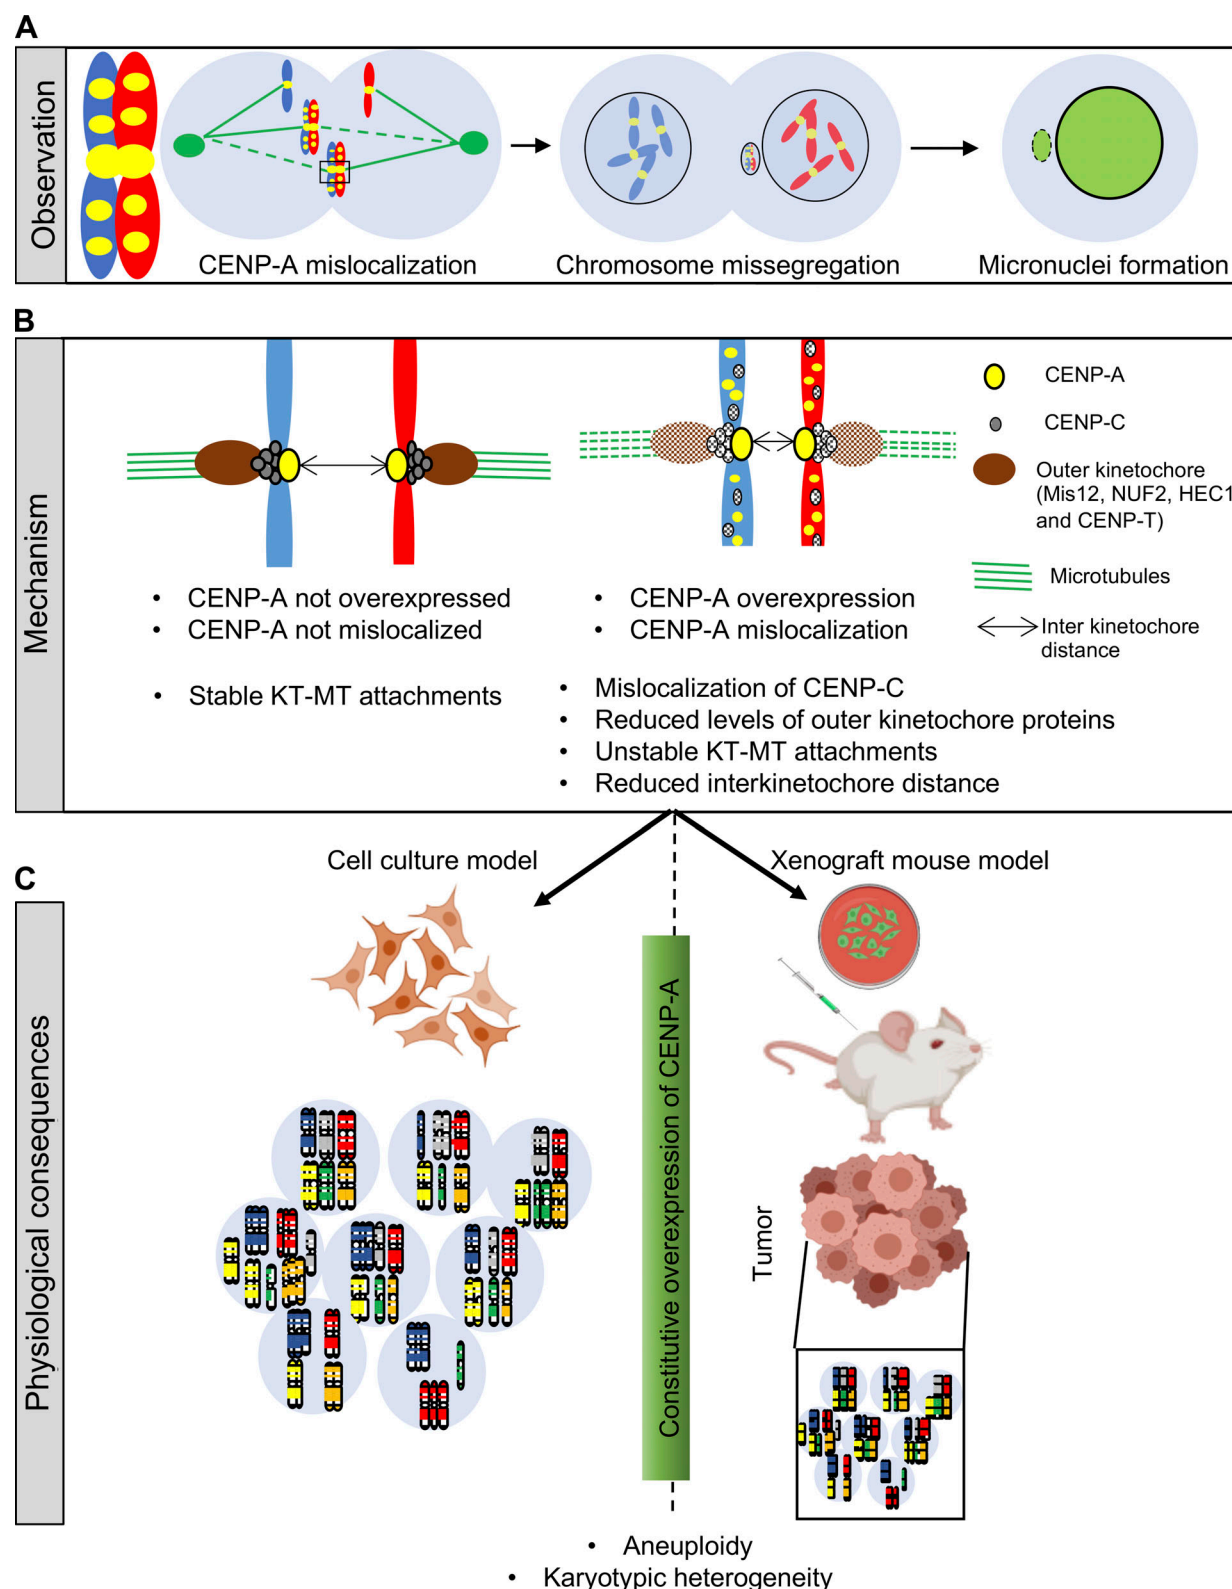 A
Observation
CENP-A mislocalization
Chromosome missegregation
Micronuclei formation
B
Mechanism
• CENP-A not overexpressed
• CENP-A not mislocalized
• Stable KT-MT attachments
• CENP-A overexpression
• CENP-A mislocalization
• Mislocalization of CENP-C
• Reduced levels of outer kinetochore proteins
• Unstable KT-MT attachments
• Reduced interkinetochore distance
CENP-A
CENP-C
Outer kinetochore
(Mis12, NUF2, HEC1
and CENP-T)
Microtubules
Inter kinetochore
distance
C
Physiological consequences
Cell culture model
Xenograft mouse model
Constitutive overexpression of CENP-A
Tumor
• Aneuploidy
• Karyotypic heterogeneity